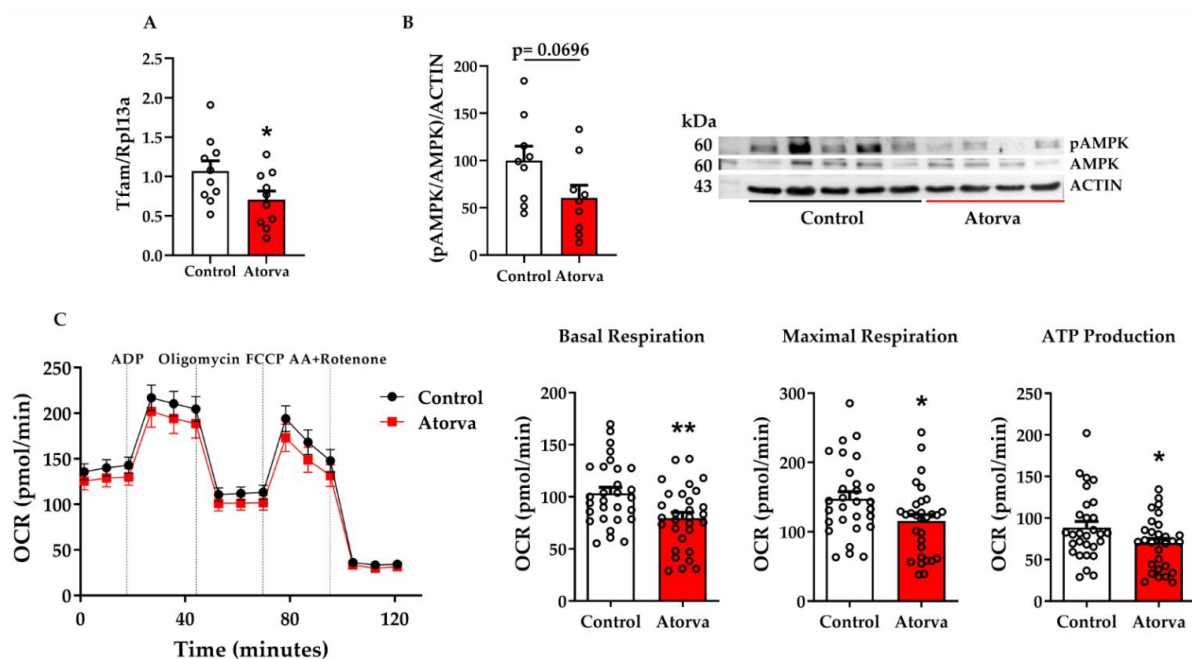 A
Tfam/Rpl13a
2.5
2.0
1.5
1.0
0.5
0.0
*
Control Atorva
B
p= 0.0696
(pAMPK/AMPK)/ACTIN
200
150
100
50
0
Control Atorva
kDa
60 pAMPK
60 AMPK
43 ACTIN
Control Atorva
C
ADP Oligomycin FCCP AA+Rotenone
OCR (pmol/min)
250
200
150
100
50
0
0 40 80 120
Time (minutes)
Control
Atorva
Basal Respiration
OCR (pmol/min)
200
150
100
50
0
**
Control Atorva
Maximal Respiration
OCR (pmol/min)
300
200
100
0
*
Control Atorva
ATP Production
OCR (pmol/min)
250
200
150
100
50
0
*
Control Atorva